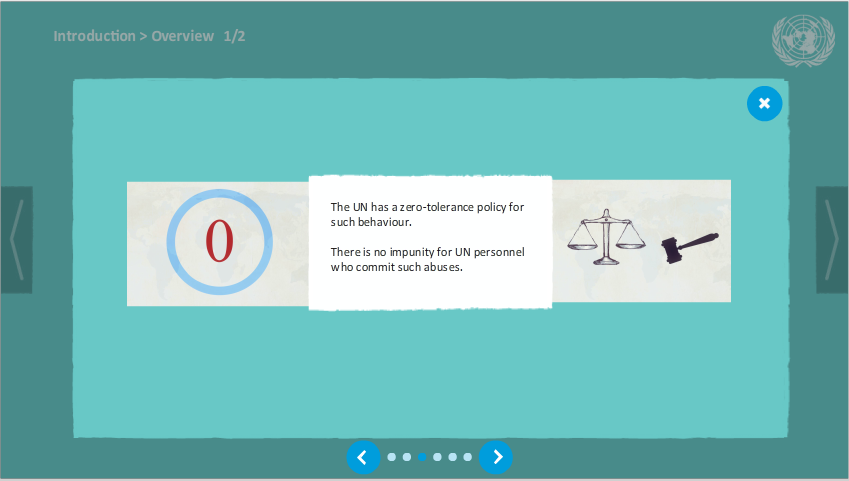 Introduction > Overview 1/2
0
The UN has a zero-tolerance policy for
such behaviour.
There is no impunity for UN personnel
who commit such abuses.